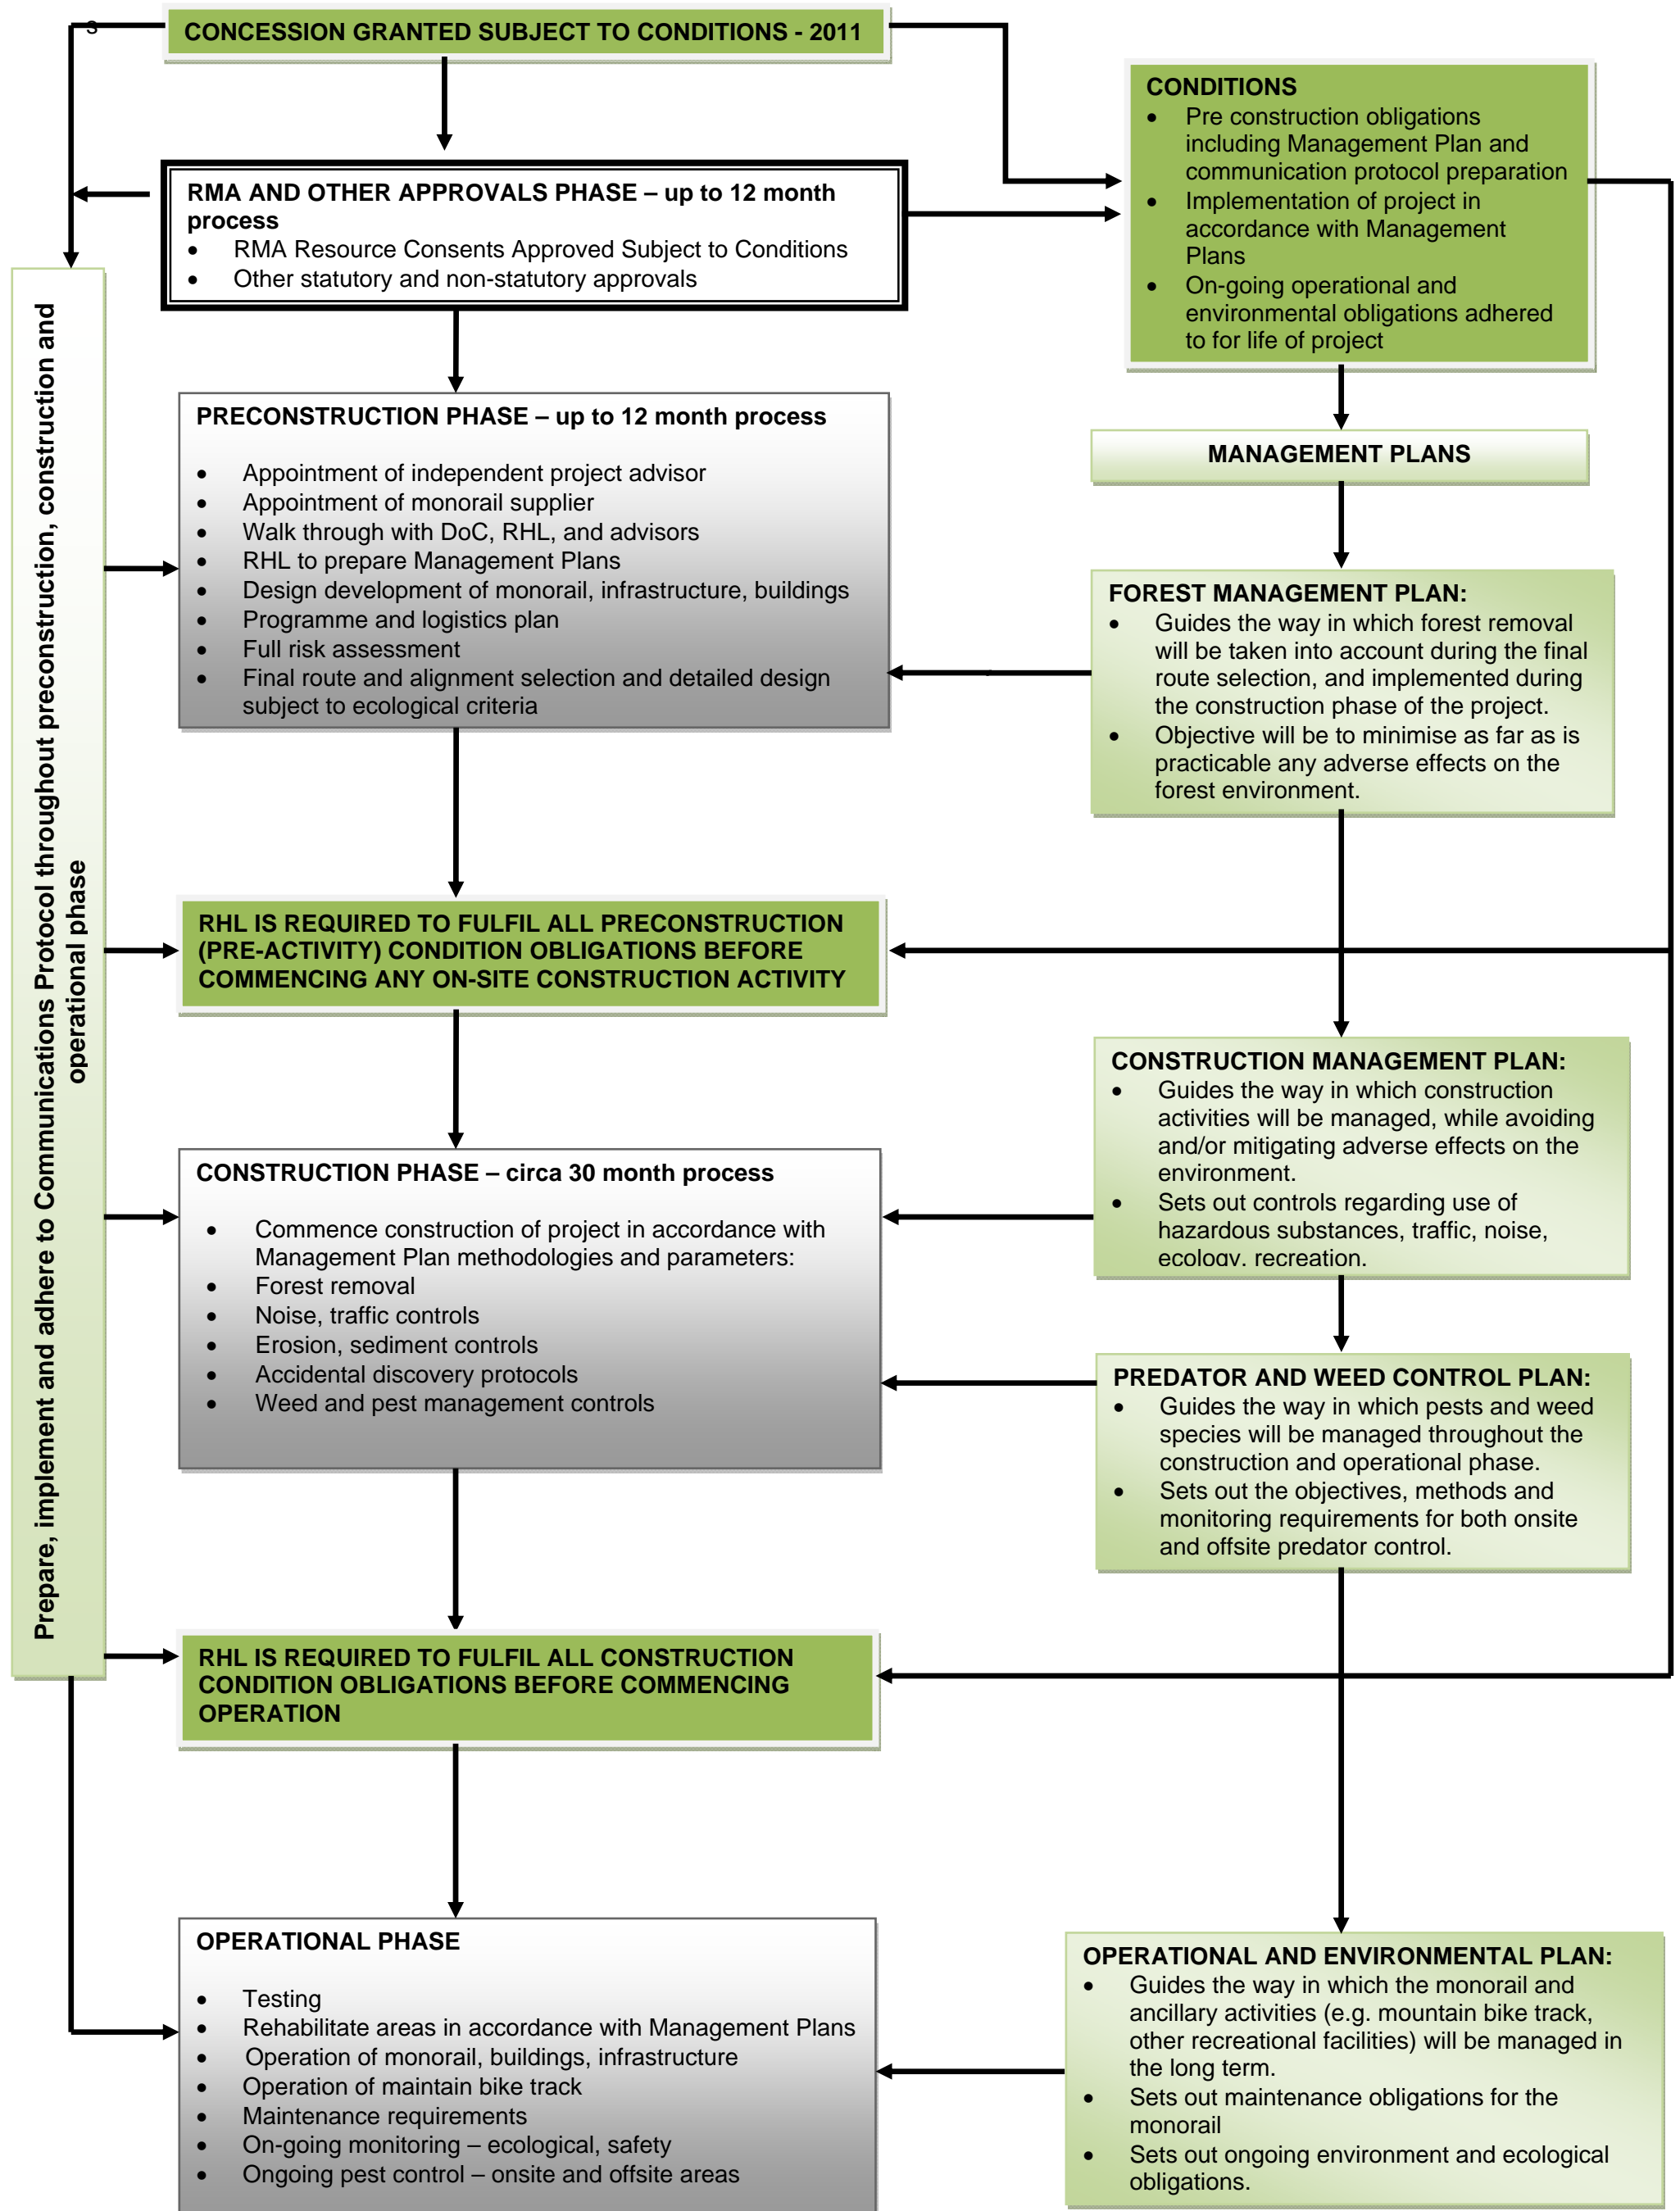 s
CONCESSION GRANTED SUBJECT TO CONDITIONS - 2011
CONDITIONS
• Pre construction obligations
including Management Plan and
communication protocol preparation
• Implementation of project in
accordance with Management
Plans
• On-going operational and
environmental obligations adhered
to for life of project
RMA AND OTHER APPROVALS PHASE – up to 12 month
process
• RMA Resource Consents Approved Subject to Conditions
• Other statutory and non-statutory approvals
Prepare, implement and adhere to Communications Protocol throughout preconstruction, construction and
operational phase
PRECONSTRUCTION PHASE – up to 12 month process
• Appointment of independent project advisor
• Appointment of monorail supplier
• Walk through with DoC, RHL, and advisors
• RHL to prepare Management Plans
• Design development of monorail, infrastructure, buildings
• Programme and logistics plan
• Full risk assessment
• Final route and alignment selection and detailed design
subject to ecological criteria
MANAGEMENT PLANS
FOREST MANAGEMENT PLAN:
• Guides the way in which forest removal
will be taken into account during the final
route selection, and implemented during
the construction phase of the project.
• Objective will be to minimise as far as is
practicable any adverse effects on the
forest environment.
RHL IS REQUIRED TO FULFIL ALL PRECONSTRUCTION
(PRE-ACTIVITY) CONDITION OBLIGATIONS BEFORE
COMMENCING ANY ON-SITE CONSTRUCTION ACTIVITY
CONSTRUCTION MANAGEMENT PLAN:
• Guides the way in which construction
activities will be managed, while avoiding
and/or mitigating adverse effects on the
environment.
• Sets out controls regarding use of
hazardous substances, traffic, noise,
ecology, recreation.
CONSTRUCTION PHASE – circa 30 month process
• Commence construction of project in accordance with
Management Plan methodologies and parameters:
• Forest removal
• Noise, traffic controls
• Erosion, sediment controls
• Accidental discovery protocols
• Weed and pest management controls
PREDATOR AND WEED CONTROL PLAN:
• Guides the way in which pests and weed
species will be managed throughout the
construction and operational phase.
• Sets out the objectives, methods and
monitoring requirements for both onsite
and offsite predator control.
RHL IS REQUIRED TO FULFIL ALL CONSTRUCTION
CONDITION OBLIGATIONS BEFORE COMMENCING
OPERATION
OPERATIONAL PHASE
• Testing
• Rehabilitate areas in accordance with Management Plans
• Operation of monorail, buildings, infrastructure
• Operation of maintain bike track
• Maintenance requirements
• On-going monitoring – ecological, safety
• Ongoing pest control – onsite and offsite areas
OPERATIONAL AND ENVIRONMENTAL PLAN:
• Guides the way in which the monorail and
ancillary activities (e.g. mountain bike track,
other recreational facilities) will be managed in
the long term.
• Sets out maintenance obligations for the
monorail
• Sets out ongoing environment and ecological
obligations.